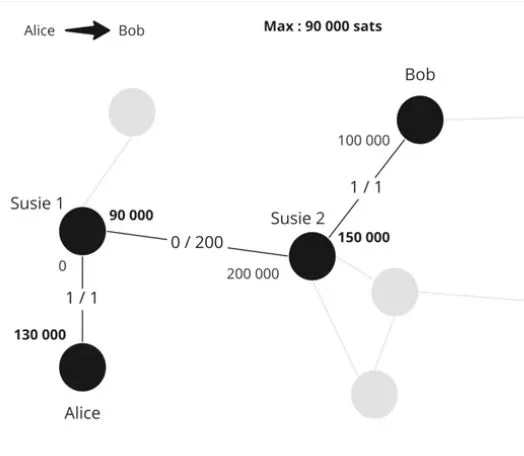 Alice Bob
Max : 90 000 sats
Bob
100 000
1 / 1
Susie 1
90 000
Susie 2
150 000
0 / 200
0
200 000
1 / 1
130 000
Alice